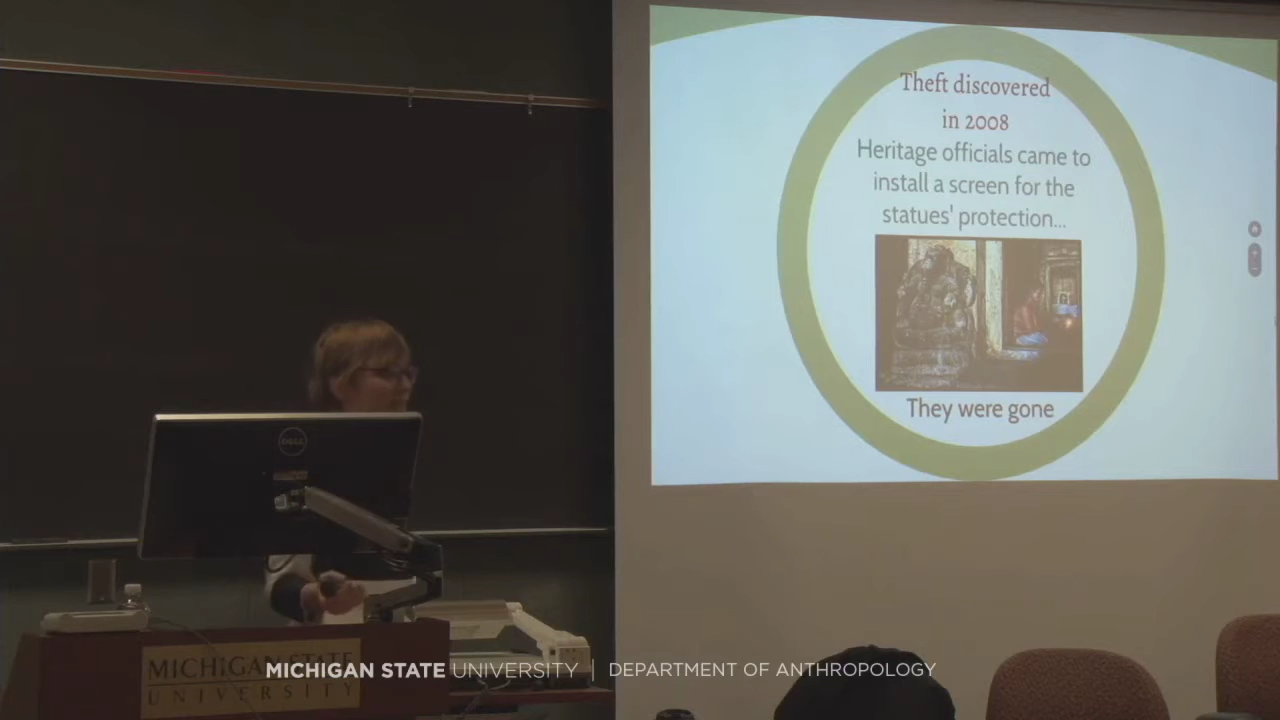 Theft discovered
in 2008
Heritage officials came to
install a screen for the
statues' protection...
They were gone
DELL
MICHIGAN STATE
UNIVERSITY
MICHIGAN STATE UNIVERSITY | DEPARTMENT OF ANTHROPOLOGY